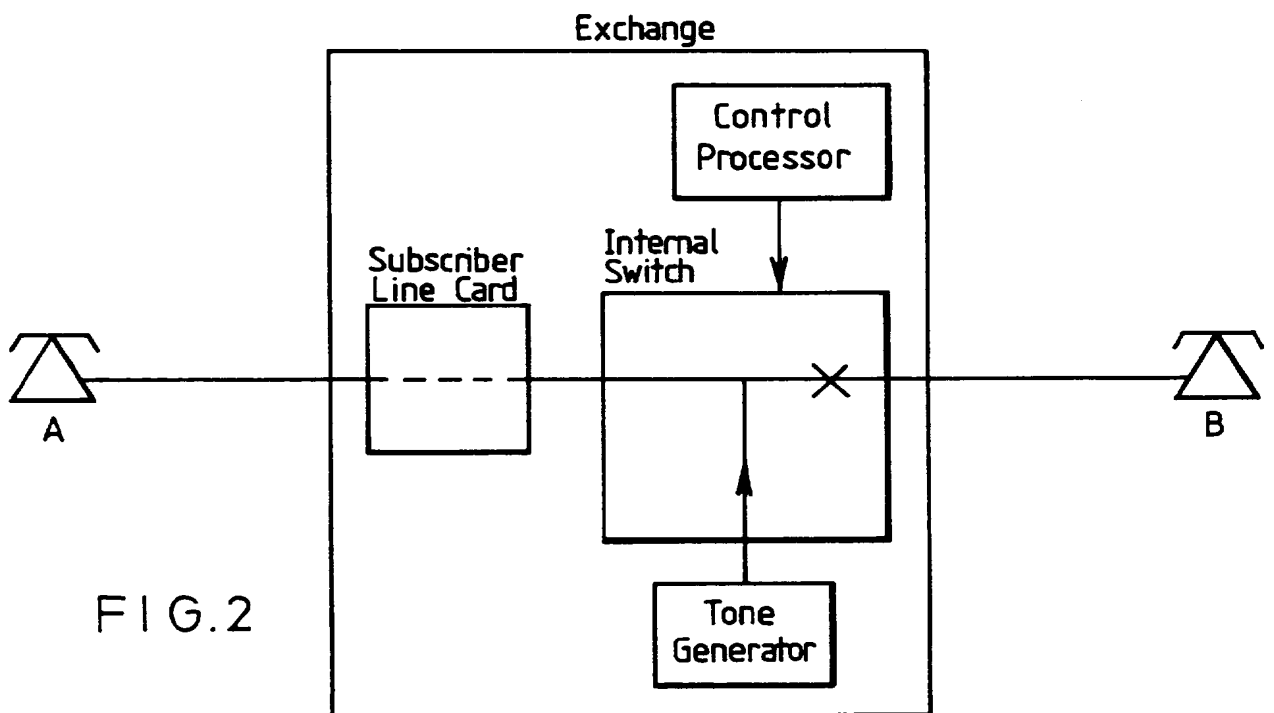 Exchange
Control
Processor
Internal
Switch
Subscriber
Line Card
A
B
Tone
Generator
FIG.2